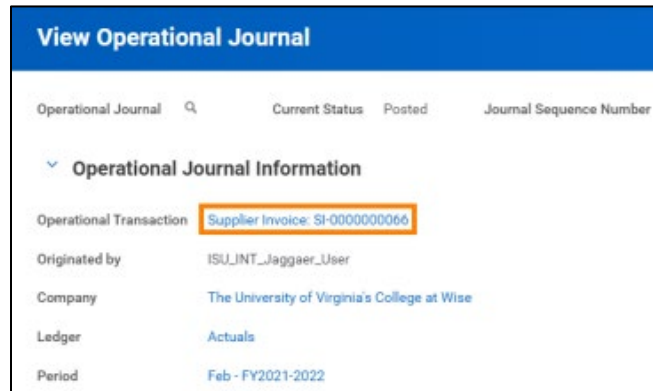 View Operational Journal
Operational Journal Current Status Posted Journal Sequence Number
Operational Journal Information
Operational Transaction Supplier Invoice: SI-0000000066
Originated by ISU_INT_Jaggaer_User
Company The University of Virginia's College at Wise
Ledger Actuals
Period Feb - FY2021-2022